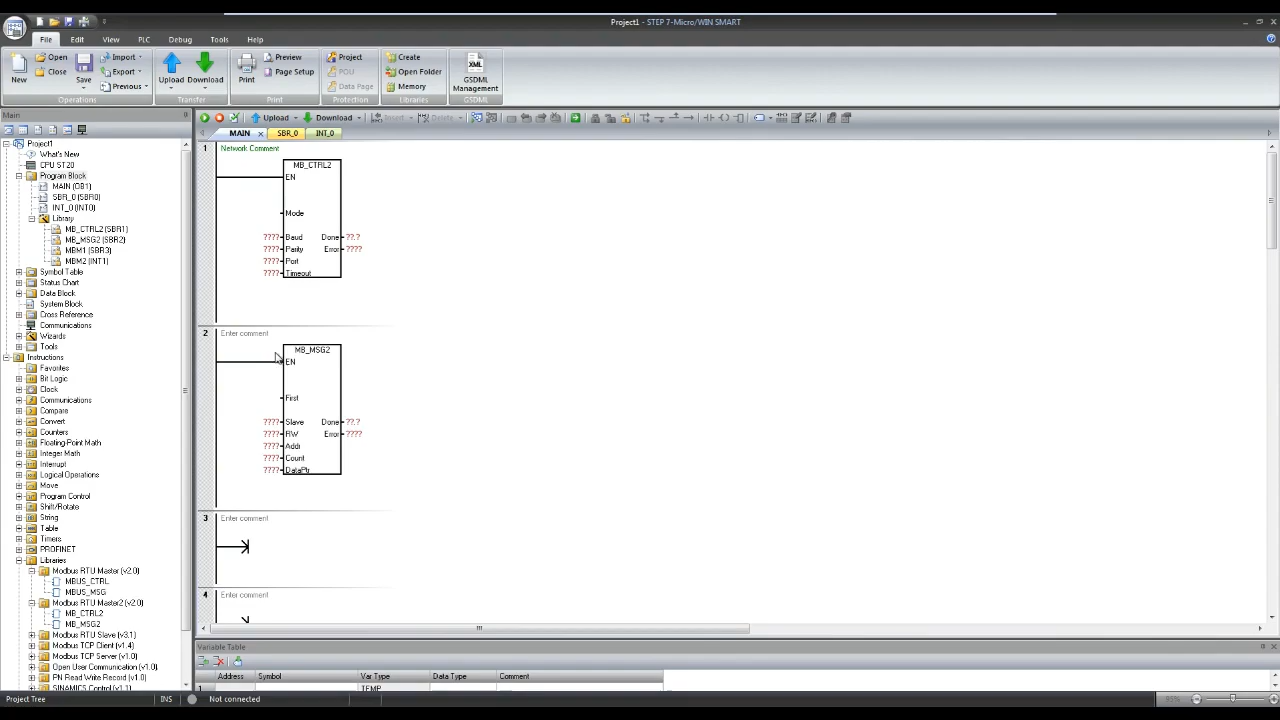 Project1 - STEP 7-Micro/WIN SMART
File Edit View PLC Debug Tools Help
New
Open
Close
Save
Import
Export
Previous
Upload
Download
Print
Preview
Page Setup
Project
POU
Data Page
Create
Open Folder
Memory
XML
GSDML
Management
Operations
Transfer
Print
Protection
Libraries
GSDML
Main
Upload Download Insert Delete
MAIN SBR_0 INT_0
Project1
What's New
CPU ST20
Program Block
MAIN (OB1)
SBR_0 (SBR0)
INT_0 (INT0)
Library
MB_CTRL2 (SBR1)
MB_MSG2 (SBR2)
MBM1 (SBR3)
MBM2 (INT1)
Symbol Table
Status Chart
Data Block
System Block
Cross Reference
Communications
Wizards
Tools
Instructions
Favorites
Bit Logic
Clock
Communications
Compare
Convert
Counters
Floating-Point Math
Integer Math
Interrupt
Logical Operations
Move
Program Control
Shift/Rotate
String
Table
Timers
PROFINET
Libraries
Modbus RTU Master (v2.0)
MBUS_CTRL
MBUS_MSG
Modbus RTU Master2 (v2.0)
MB_CTRL2
MB_MSG2
Modbus RTU Slave (v3.1)
Modbus TCP Client (v1.4)
Modbus TCP Server (v1.0)
Open User Communication (v1.0)
PN Read Write Record (v1.0)
SINAMICS Control (v1.1)
1 Network Comment
MB_CTRL2
EN
Mode
???? Baud Done ??.?
???? Parity Error ????
???? Port
???? Timeout
2 Enter comment
MB_MSG2
EN
First
???? Slave Done ??.?
???? RW Error ????
???? Addr
???? Count
???? DataPtr
3 Enter comment
4 Enter comment
Variable Table
Address Symbol Var Type Data Type Comment
1 TEMP
Project Tree INS Not connected